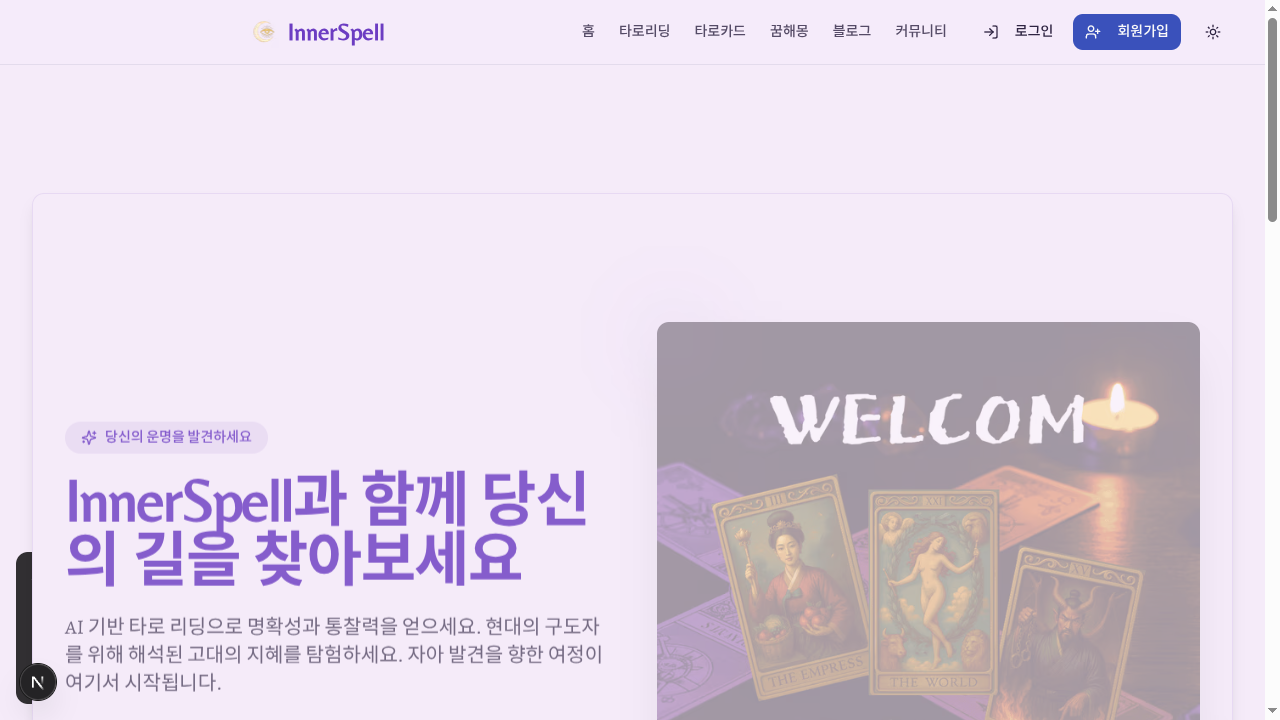 InnerSpell
홈 타로리딩 타로카드 꿈해몽 블로그 커뮤니티 로그인 회원가입
당신의 운명을 발견하세요
InnerSpell과 함께 당신
의 길을 찾아보세요
AI 기반 타로 리딩으로 명확성과 통찰력을 얻으세요. 현대의 구도자
를 위해 해석된 고대의 지혜를 탐험하세요. 자아 발견을 향한 여정이
여기서 시작됩니다.
WELCOM
III
XVI
THE EMPRESS
THE WORLD
N